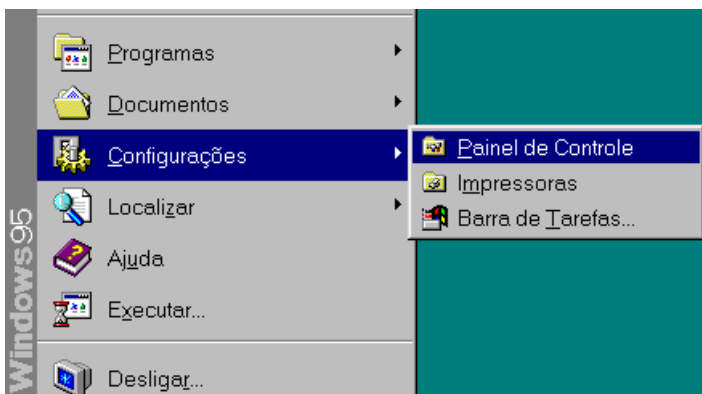 Programas
Documentos
Configurações
Painel de Controle
Impressoras
Barra de Tarefas...
Localizar
Ajuda
Executar...
Desligar...
Windows95